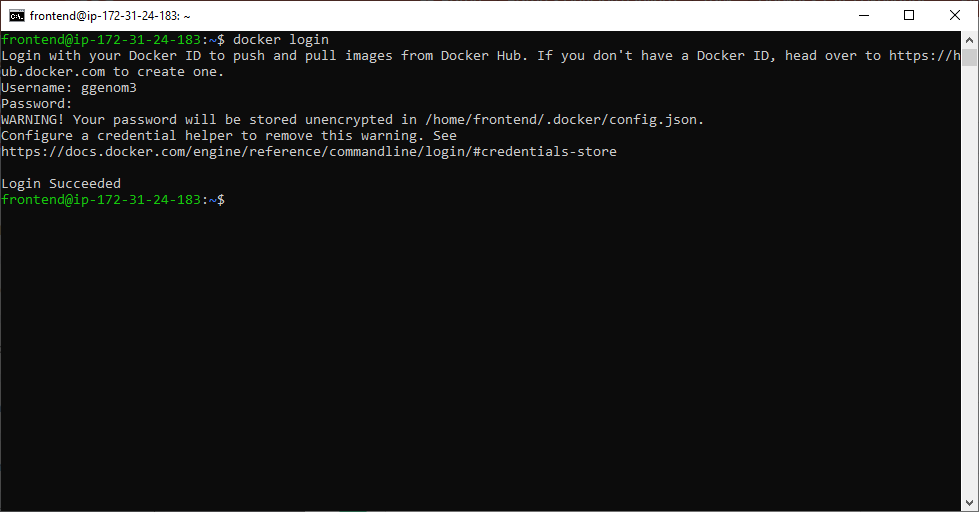 frontend@ip-172-31-24-183: ~
frontend@ip-172-31-24-183:~$ docker login
Login with your Docker ID to push and pull images from Docker Hub. If you don't have a Docker ID, head over to https://h
ub.docker.com to create one.
Username: ggenom3
Password:
WARNING! Your password will be stored unencrypted in /home/frontend/.docker/config.json.
Configure a credential helper to remove this warning. See
https://docs.docker.com/engine/reference/commandline/login/#credentials-store
Login Succeeded
frontend@ip-172-31-24-183:~$